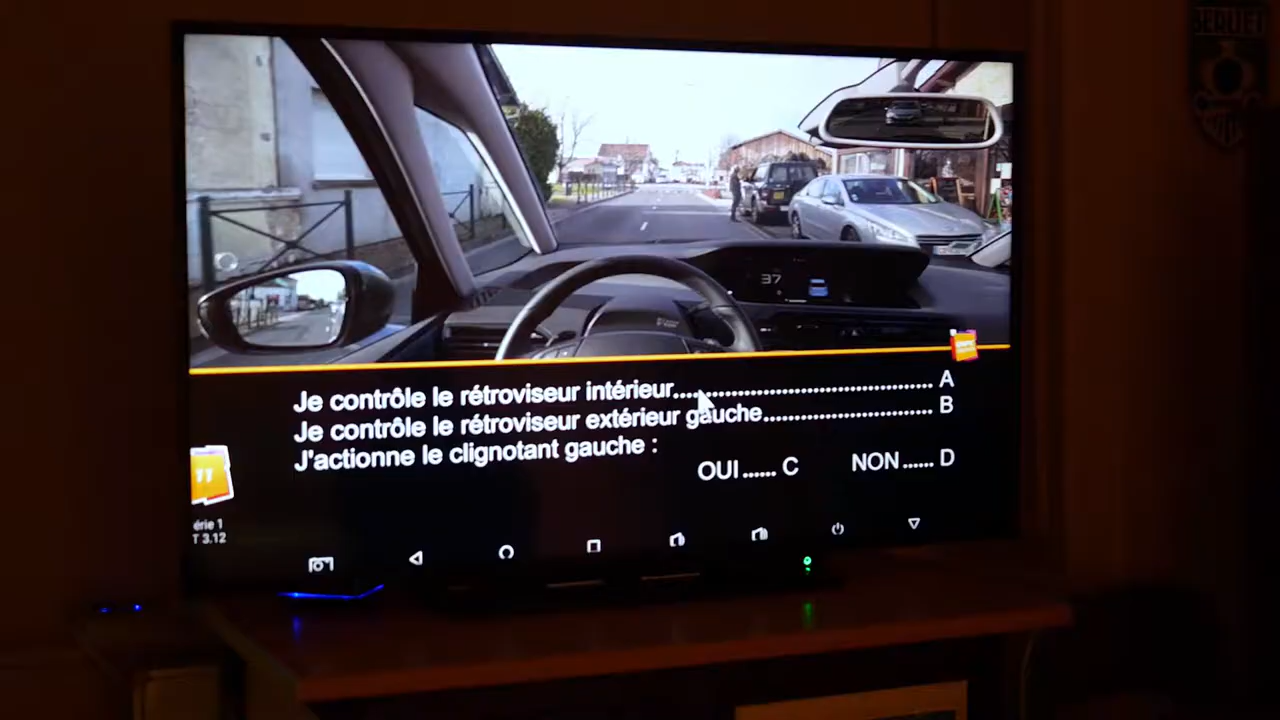 BERLIET
37
Je contrôle le rétroviseur intérieur.................................... A
Je contrôle le rétroviseur extérieur gauche........................ B
J'actionne le clignotant gauche :
OUI ...... C NON ...... D
érie 1
T 3.12